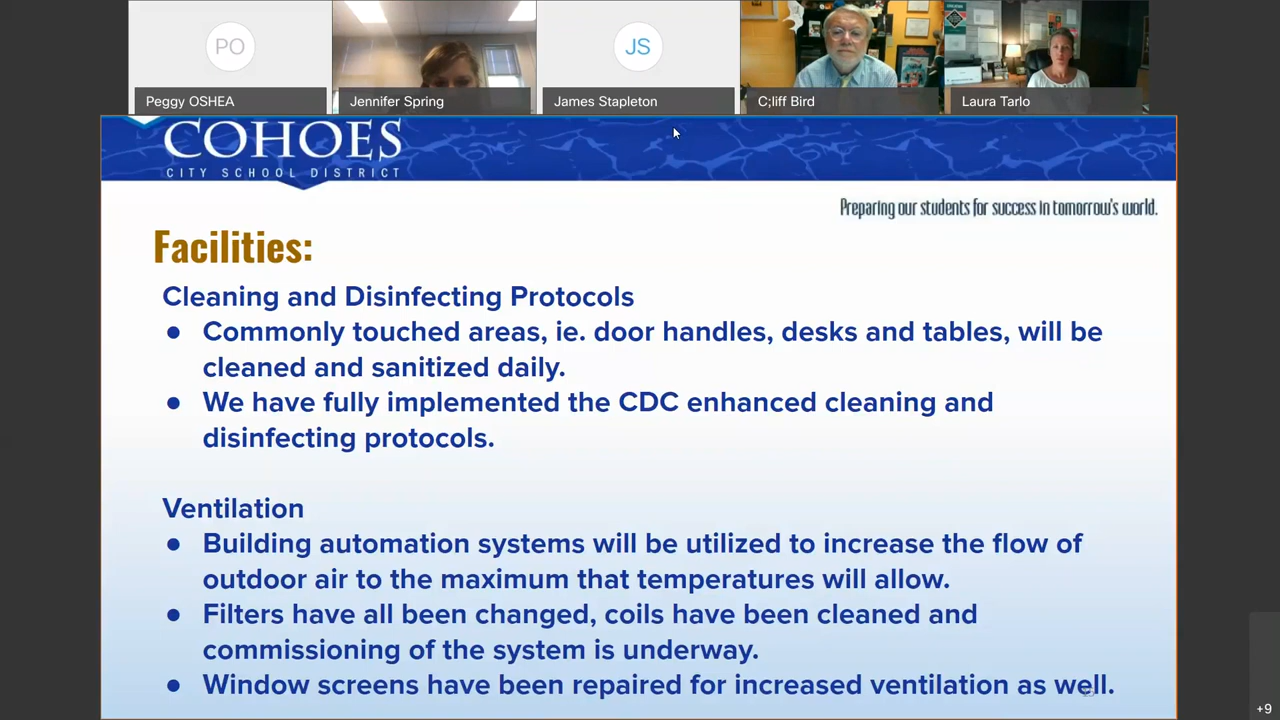 PO
JS
Peggy OSHEA
Jennifer Spring
James Stapleton
C;liff Bird
Laura Tarlo
COHOES
CITY SCHOOL DISTRICT
Preparing our students for success in tomorrow's world.
Facilities:
Cleaning and Disinfecting Protocols
● Commonly touched areas, ie. door handles, desks and tables, will be
cleaned and sanitized daily.
● We have fully implemented the CDC enhanced cleaning and
disinfecting protocols.
Ventilation
● Building automation systems will be utilized to increase the flow of
outdoor air to the maximum that temperatures will allow.
● Filters have all been changed, coils have been cleaned and
commissioning of the system is underway.
● Window screens have been repaired for increased ventilation as well.
+9